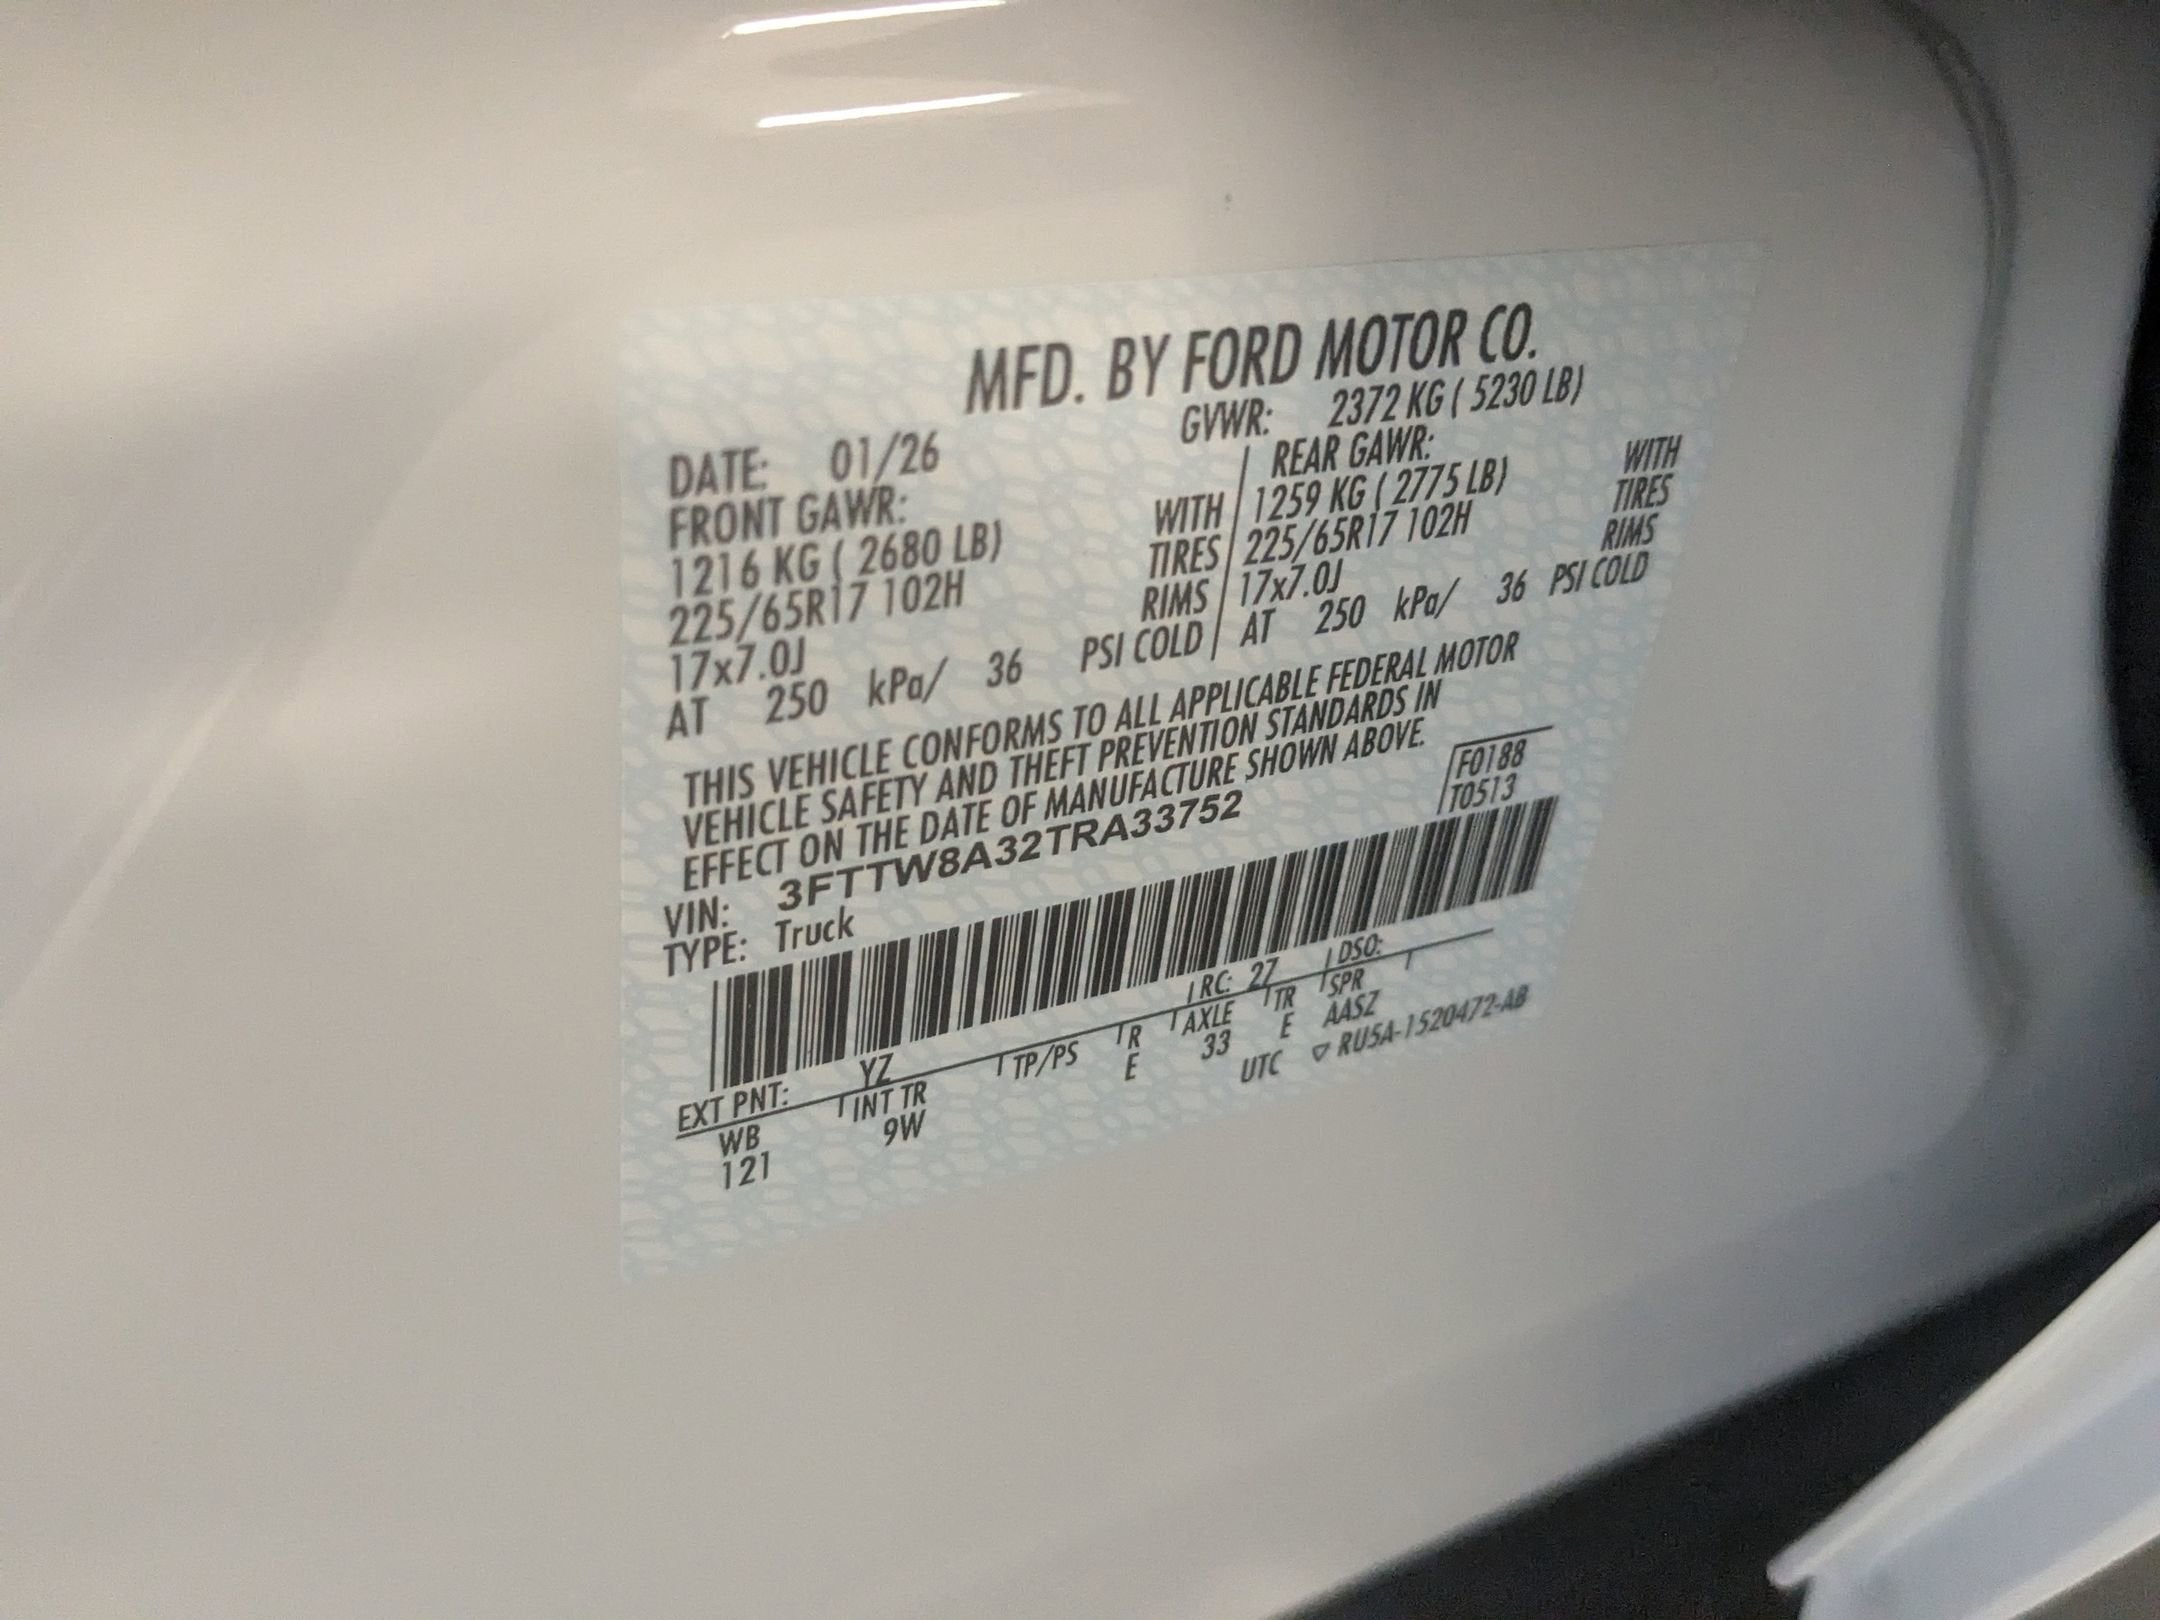 MFD. BY FORD MOTOR CO.
DATE: 01/26 GVWR: 2372 KG ( 5230 LB)
FRONT GAWR: REAR GAWR:
1216 KG ( 2680 LB) WITH 1259 KG ( 2775 LB) WITH
225/65R17 102H TIRES 225/65R17 102H TIRES
17x7.0J RIMS 17x7.0J RIMS
AT 250 kPa/ 36 PSI COLD AT 250 kPa/ 36 PSI COLD
THIS VEHICLE CONFORMS TO ALL APPLICABLE FEDERAL MOTOR
VEHICLE SAFETY AND THEFT PREVENTION STANDARDS IN
EFFECT ON THE DATE OF MANUFACTURE SHOWN ABOVE.
F0188
VIN: 3FTTW8A32TRA33752 T0513
TYPE: Truck
EXT PNT: YZ RC: 27 DSO:
WB INT TR TP/PS R AXLE TR SPR
121 9W E 33 E AASZ
UTC ▽ RU5A-1520472-AB